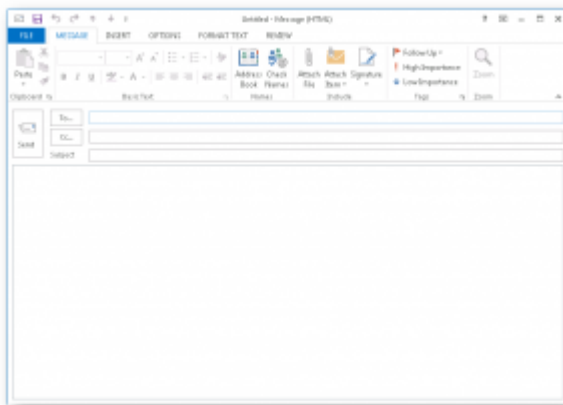 Untitled - Message (HTML)
FILE MESSAGE INSERT OPTIONS FORMAT TEXT REVIEW
Follow Up
Paste Address Check Attach Attach Signature High Importance Zoom
Book Names File Item Low Importance
Clipboard Basic Text Names Include Tags Zoom
To...
Cc...
Send
Subject